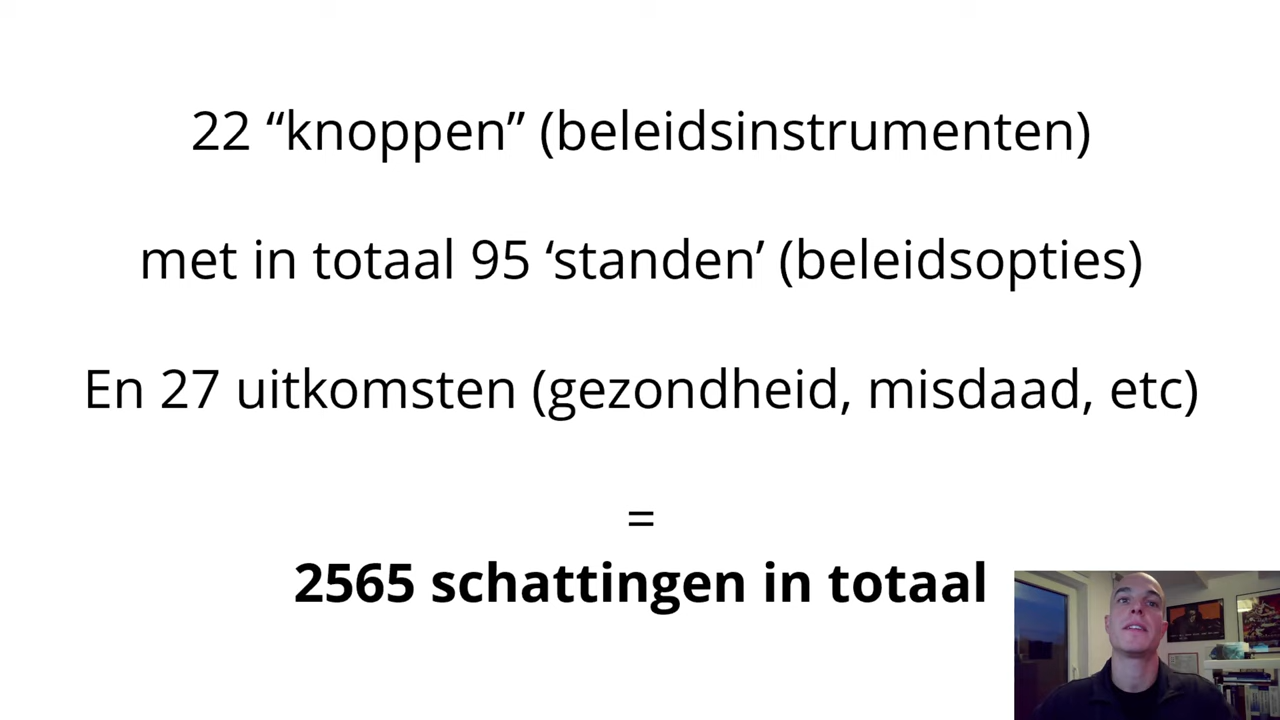 22 “knoppen” (beleidsinstrumenten)
met in totaal 95 ‘standen’ (beleidsopties)
En 27 uitkomsten (gezondheid, misdaad, etc)
=
2565 schattingen in totaal